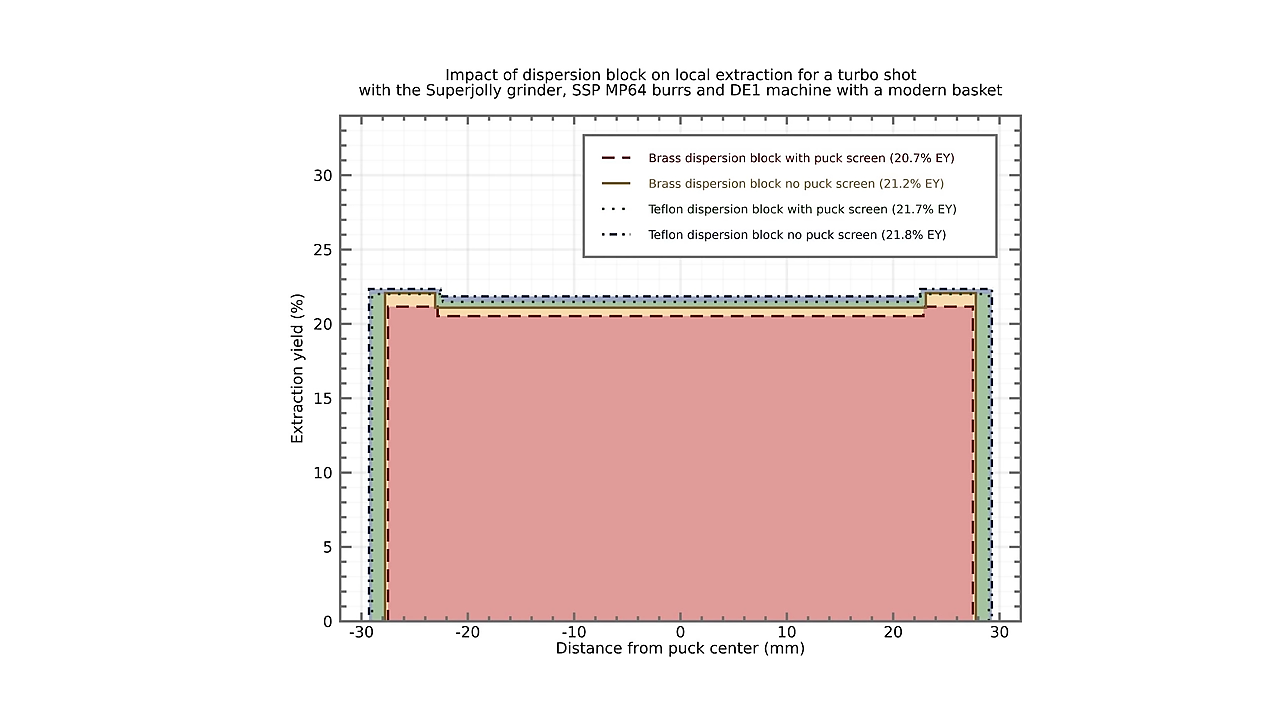 Impact of dispersion block on local extraction for a turbo shot
with the Superjolly grinder, SSP MP64 burrs and DE1 machine with a modern basket
Brass dispersion block with puck screen (20.7% EY)
Brass dispersion block no puck screen (21.2% EY)
Teflon dispersion block with puck screen (21.7% EY)
Teflon dispersion block no puck screen (21.8% EY)
Extraction yield (%)
30
25
20
15
10
5
0
-30 -20 -10 0 10 20 30
Distance from puck center (mm)